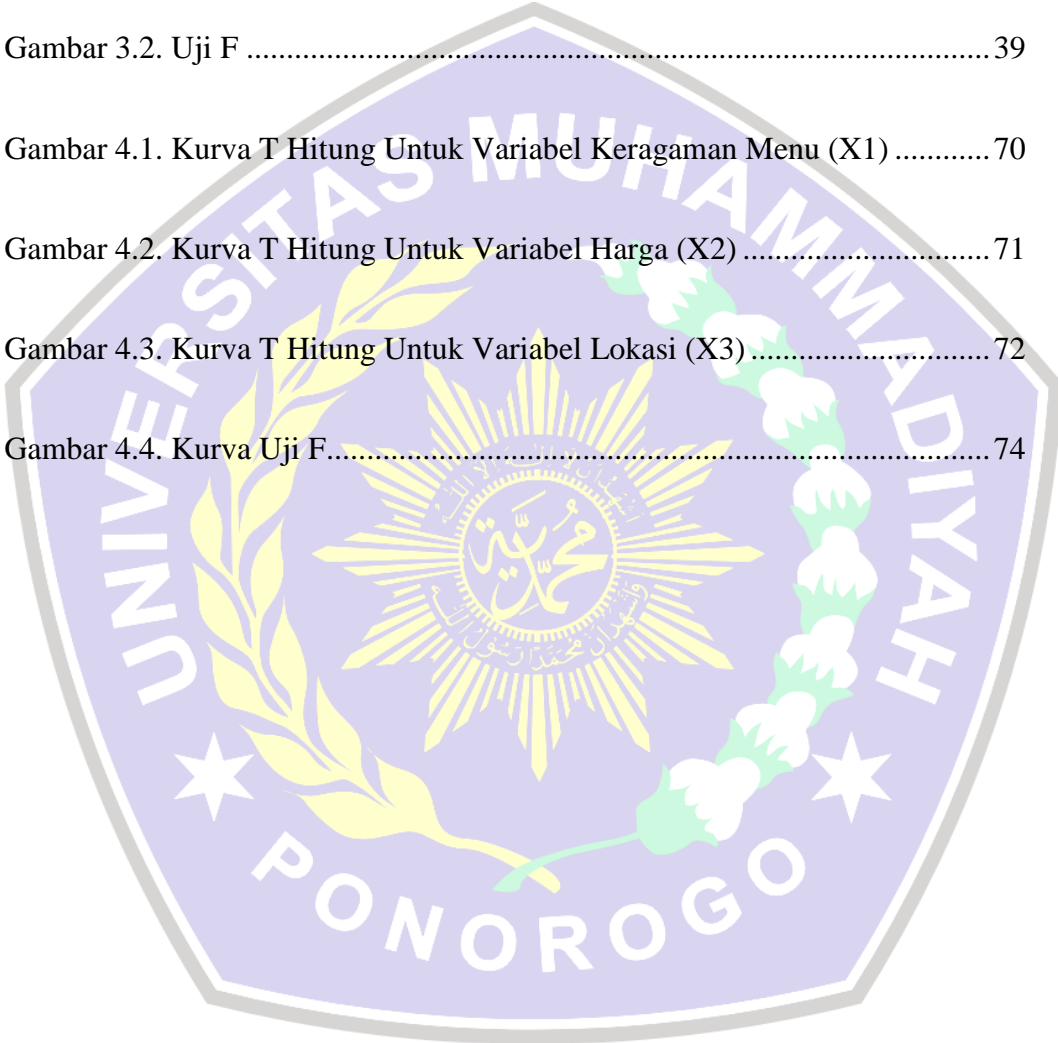 Gambar 3.2. Uji F ........................................................................................... 39
Gambar 4.1. Kurva T Hitung Untuk Variabel Keragaman Menu (X1) ............ 70
Gambar 4.2. Kurva T Hitung Untuk Variabel Harga (X2) .............................. 71
Gambar 4.3. Kurva T Hitung Untuk Variabel Lokasi (X3) ............................. 72
Gambar 4.4. Kurva Uji F................................................................................. 74
UNIVERSITAS MUHAMMADIYAH
PONOROGO
محمدية